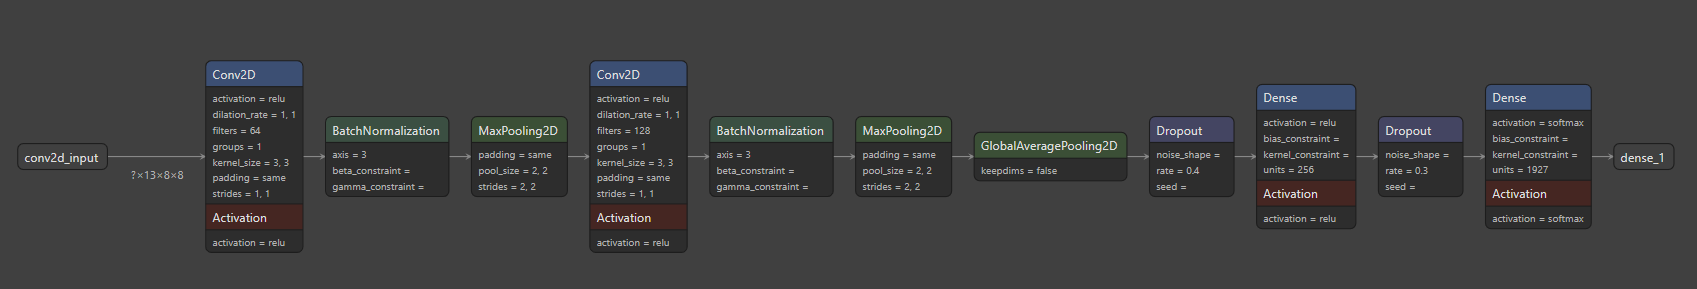 conv2d_input
?×13×8×8
Conv2D
activation = relu
dilation_rate = 1, 1
filters = 64
groups = 1
kernel_size = 3, 3
padding = same
strides = 1, 1
Activation
activation = relu
BatchNormalization
axis = 3
beta_constraint =
gamma_constraint =
MaxPooling2D
padding = same
pool_size = 2, 2
strides = 2, 2
Conv2D
activation = relu
dilation_rate = 1, 1
filters = 128
groups = 1
kernel_size = 3, 3
padding = same
strides = 1, 1
Activation
activation = relu
BatchNormalization
axis = 3
beta_constraint =
gamma_constraint =
MaxPooling2D
padding = same
pool_size = 2, 2
strides = 2, 2
GlobalAveragePooling2D
keepdims = false
Dropout
noise_shape =
rate = 0.4
seed =
Dense
activation = relu
bias_constraint =
kernel_constraint =
units = 256
Activation
activation = relu
Dropout
noise_shape =
rate = 0.3
seed =
Dense
activation = softmax
bias_constraint =
kernel_constraint =
units = 1927
Activation
activation = softmax
dense_1